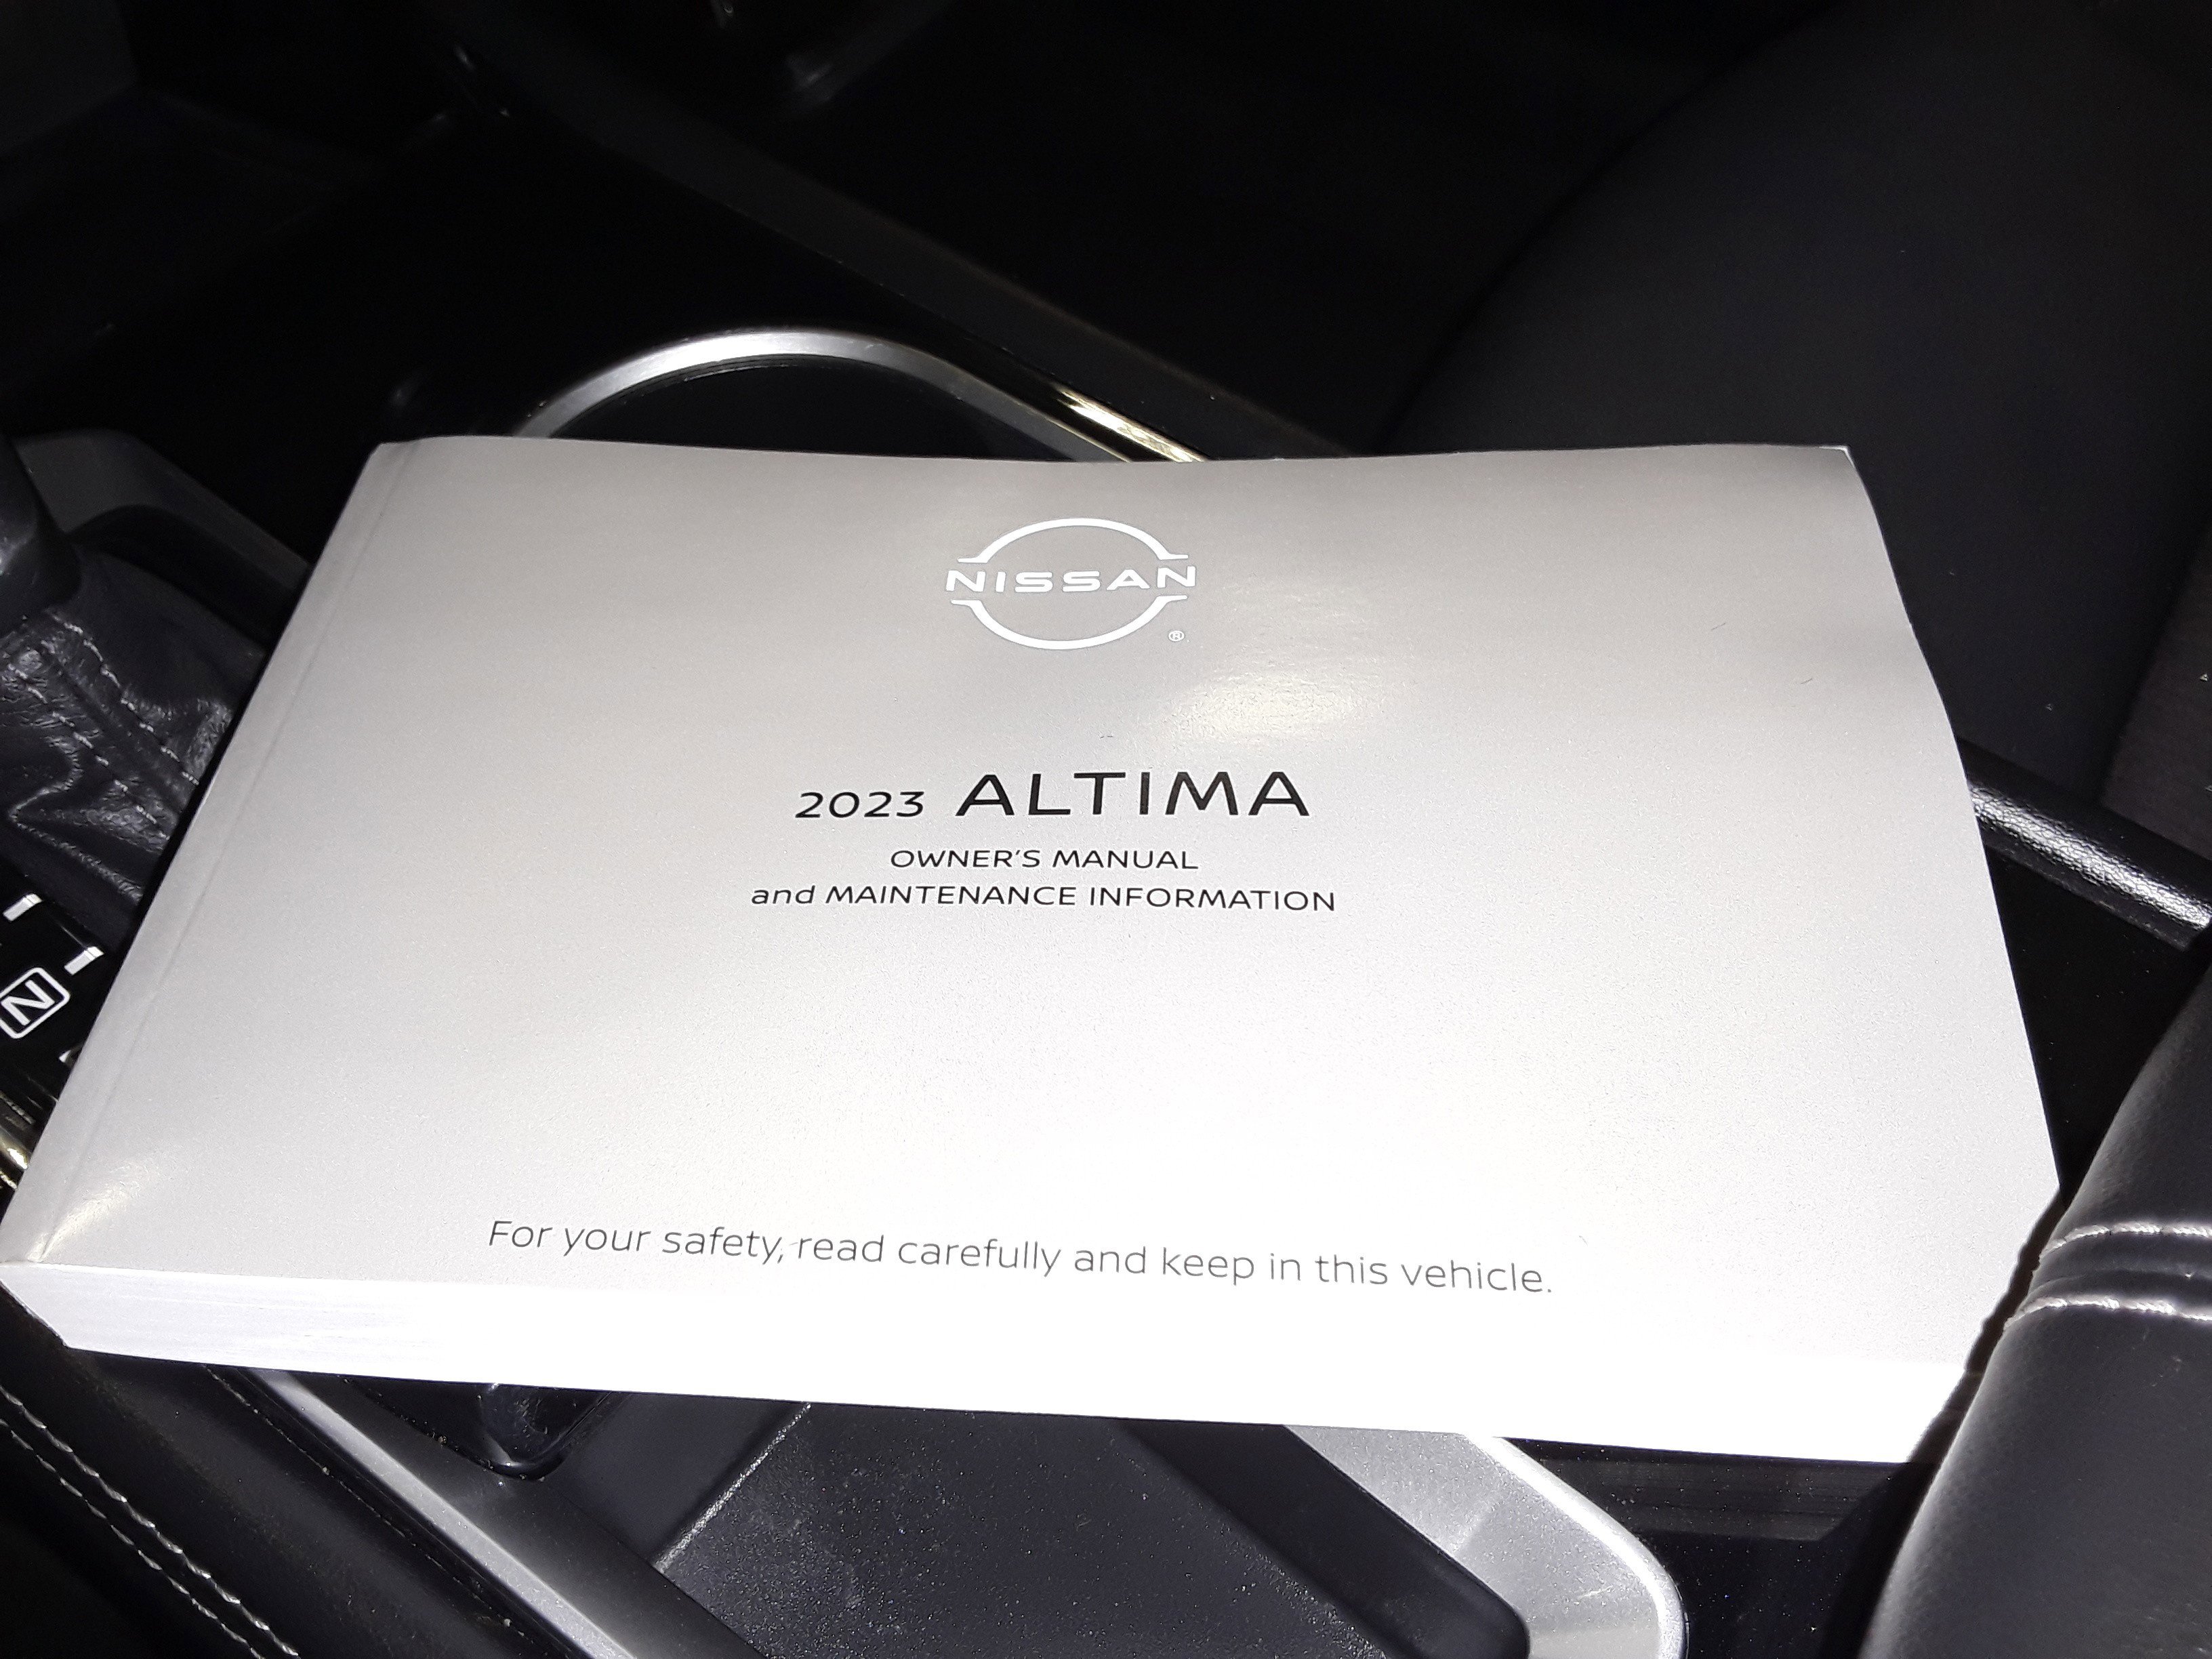 NISSAN
®
2023 ALTIMA
OWNER'S MANUAL
and MAINTENANCE INFORMATION
N
For your safety, read carefully and keep in this vehicle.